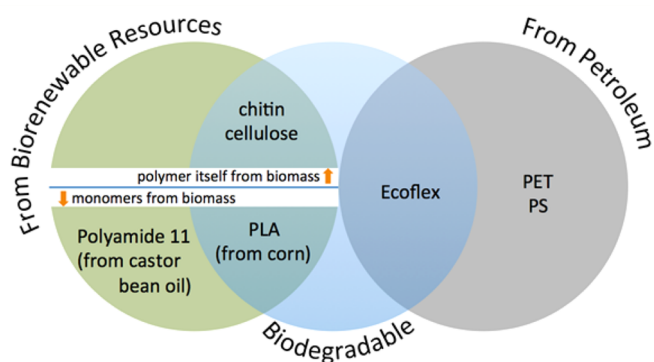 From Biorenewable Resources
From Petroleum
chitin
cellulose
polymer itself from biomass
monomers from biomass
Ecoflex
PET
PS
Polyamide 11
(from castor
bean oil)
PLA
(from corn)
Biodegradable